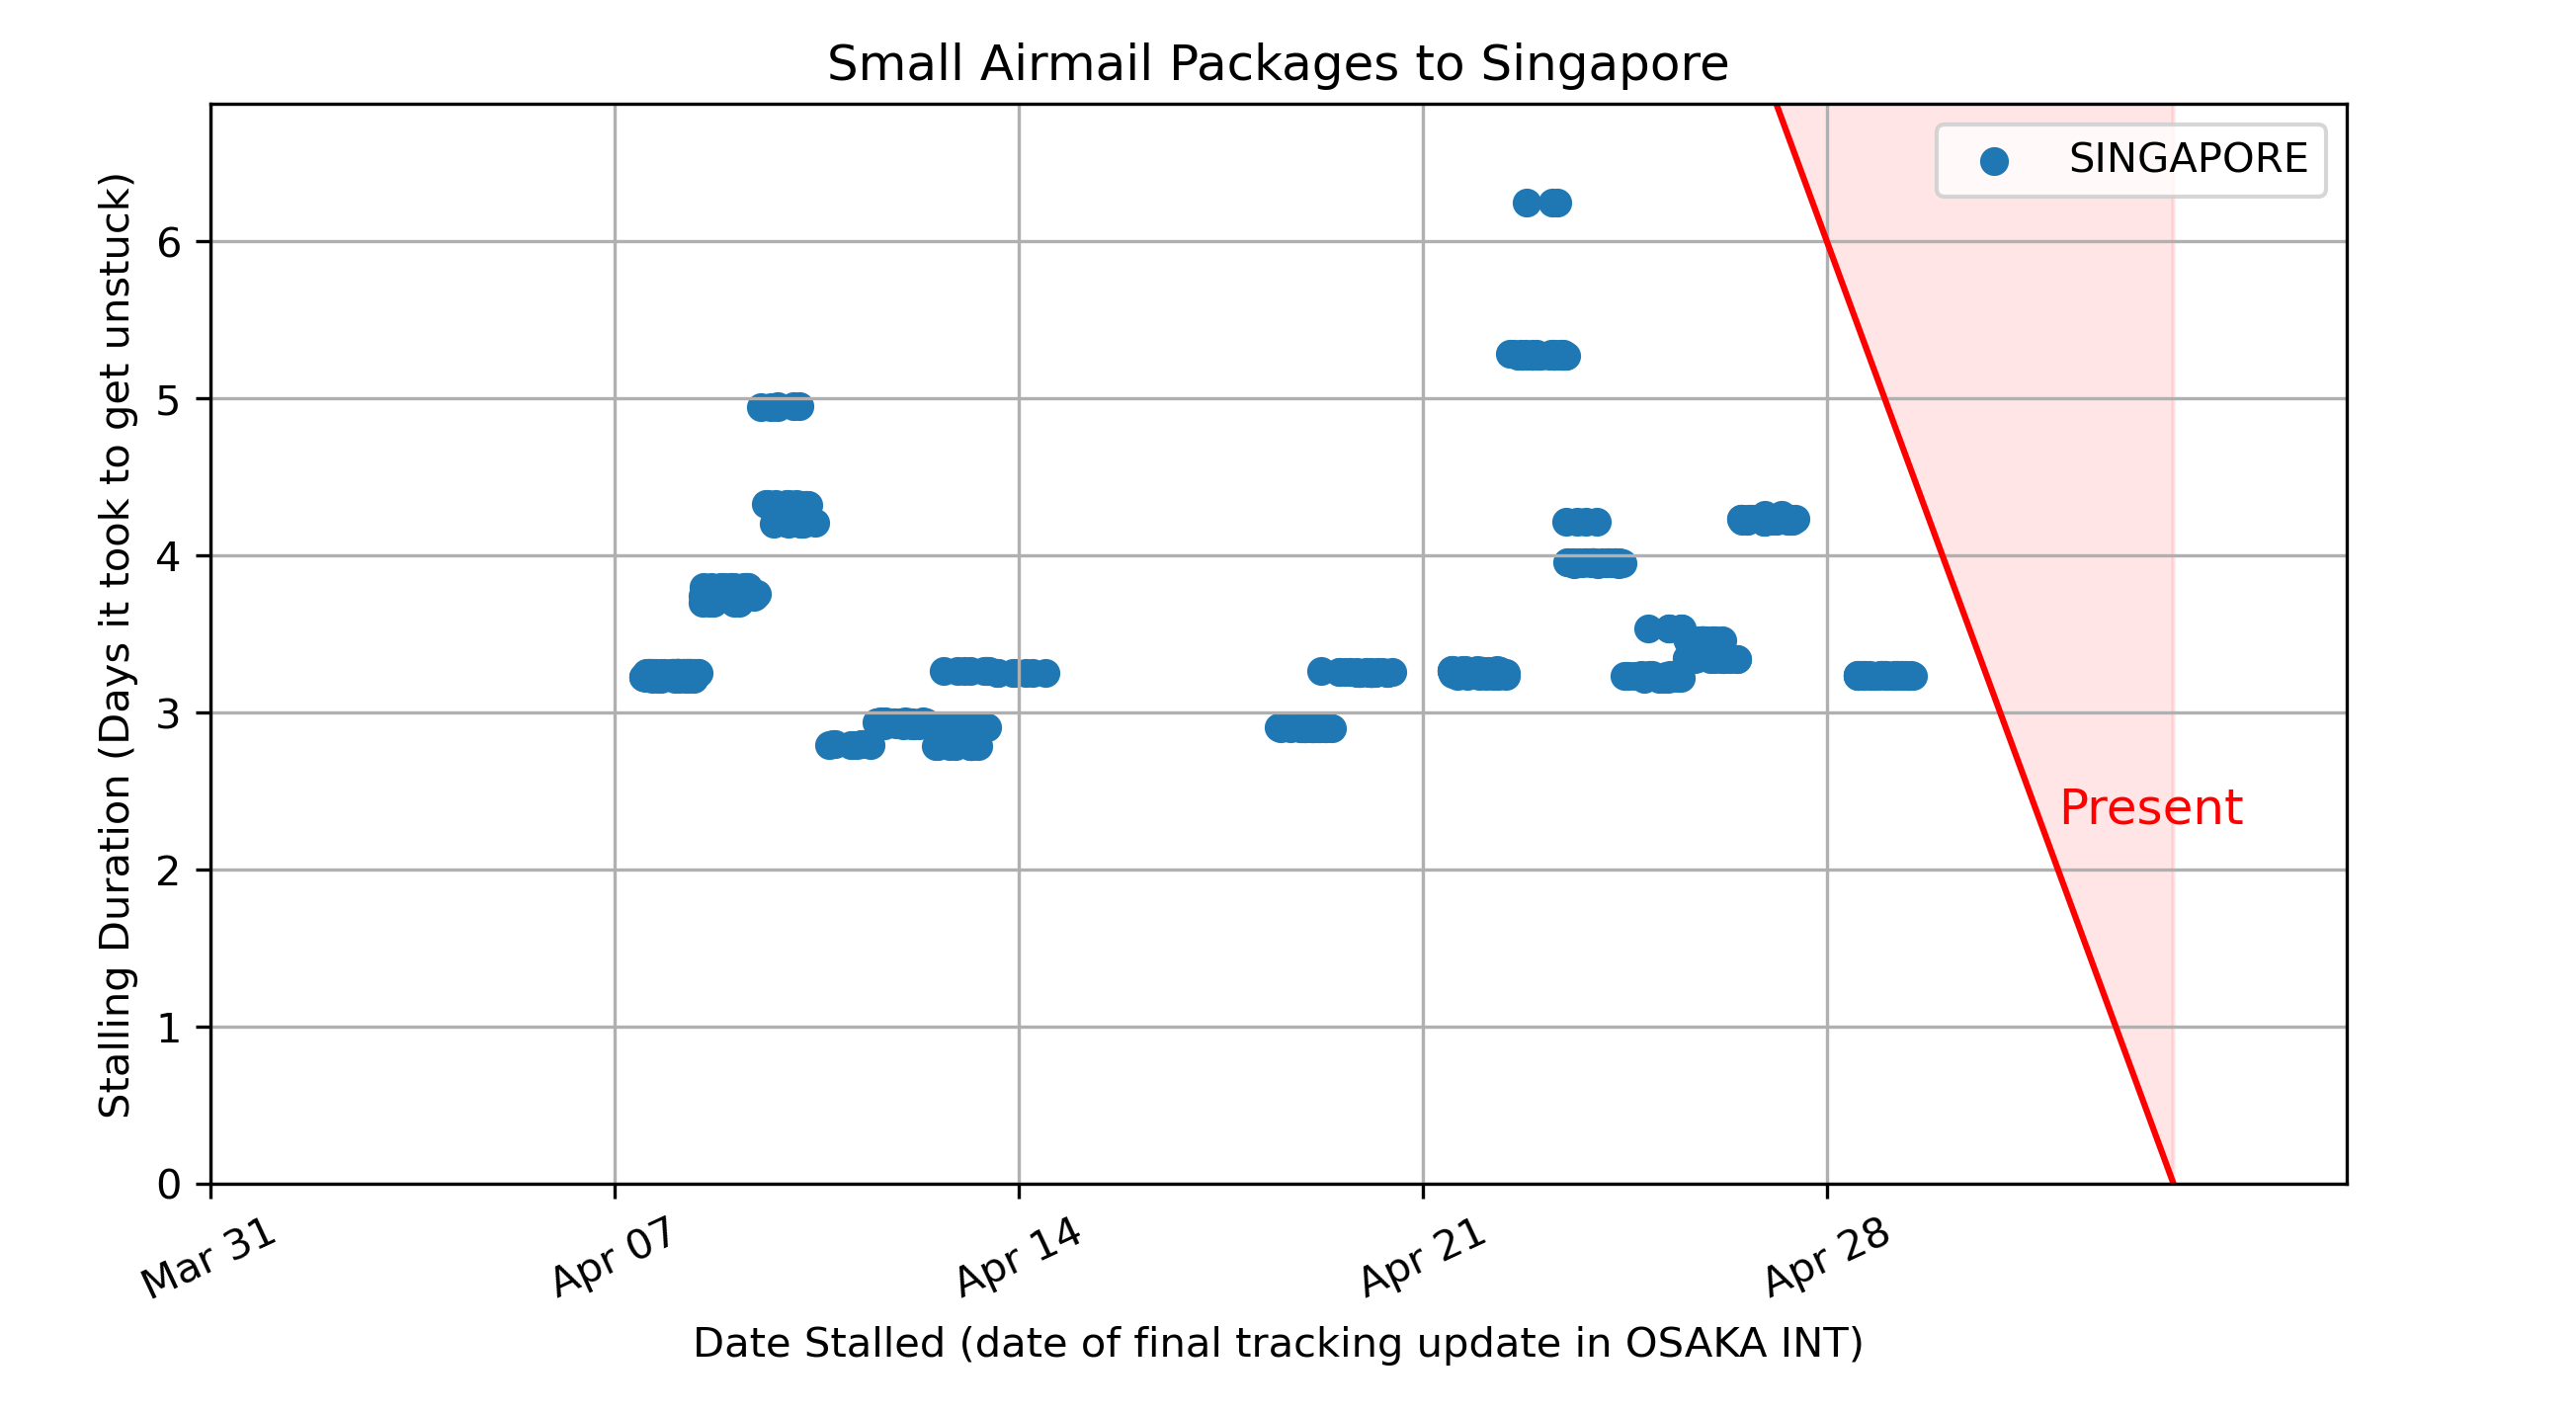 Small Airmail Packages to Singapore
SINGAPORE
Stalling Duration (Days it took to get unstuck)
6
5
4
3
2
1
0
Present
Mar 31
Apr 07
Apr 14
Apr 21
Apr 28
Date Stalled (date of final tracking update in OSAKA INT)